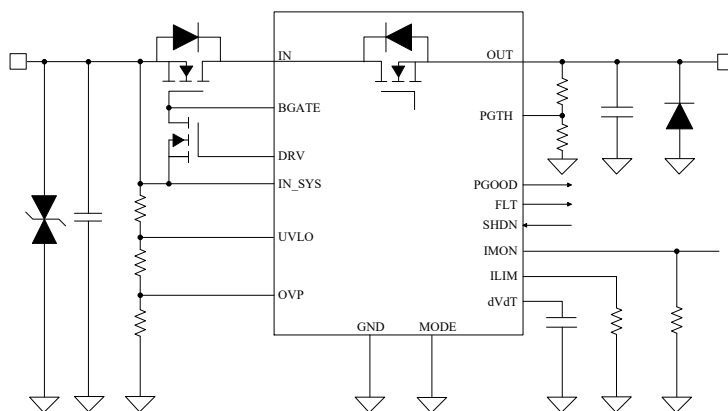 IN
OUT
BGATE
PGTH
DRV
IN_SYS
PGOOD
FLT
SHDN
UVLO
IMON
ILIM
OVP
dVdT
GND
MODE